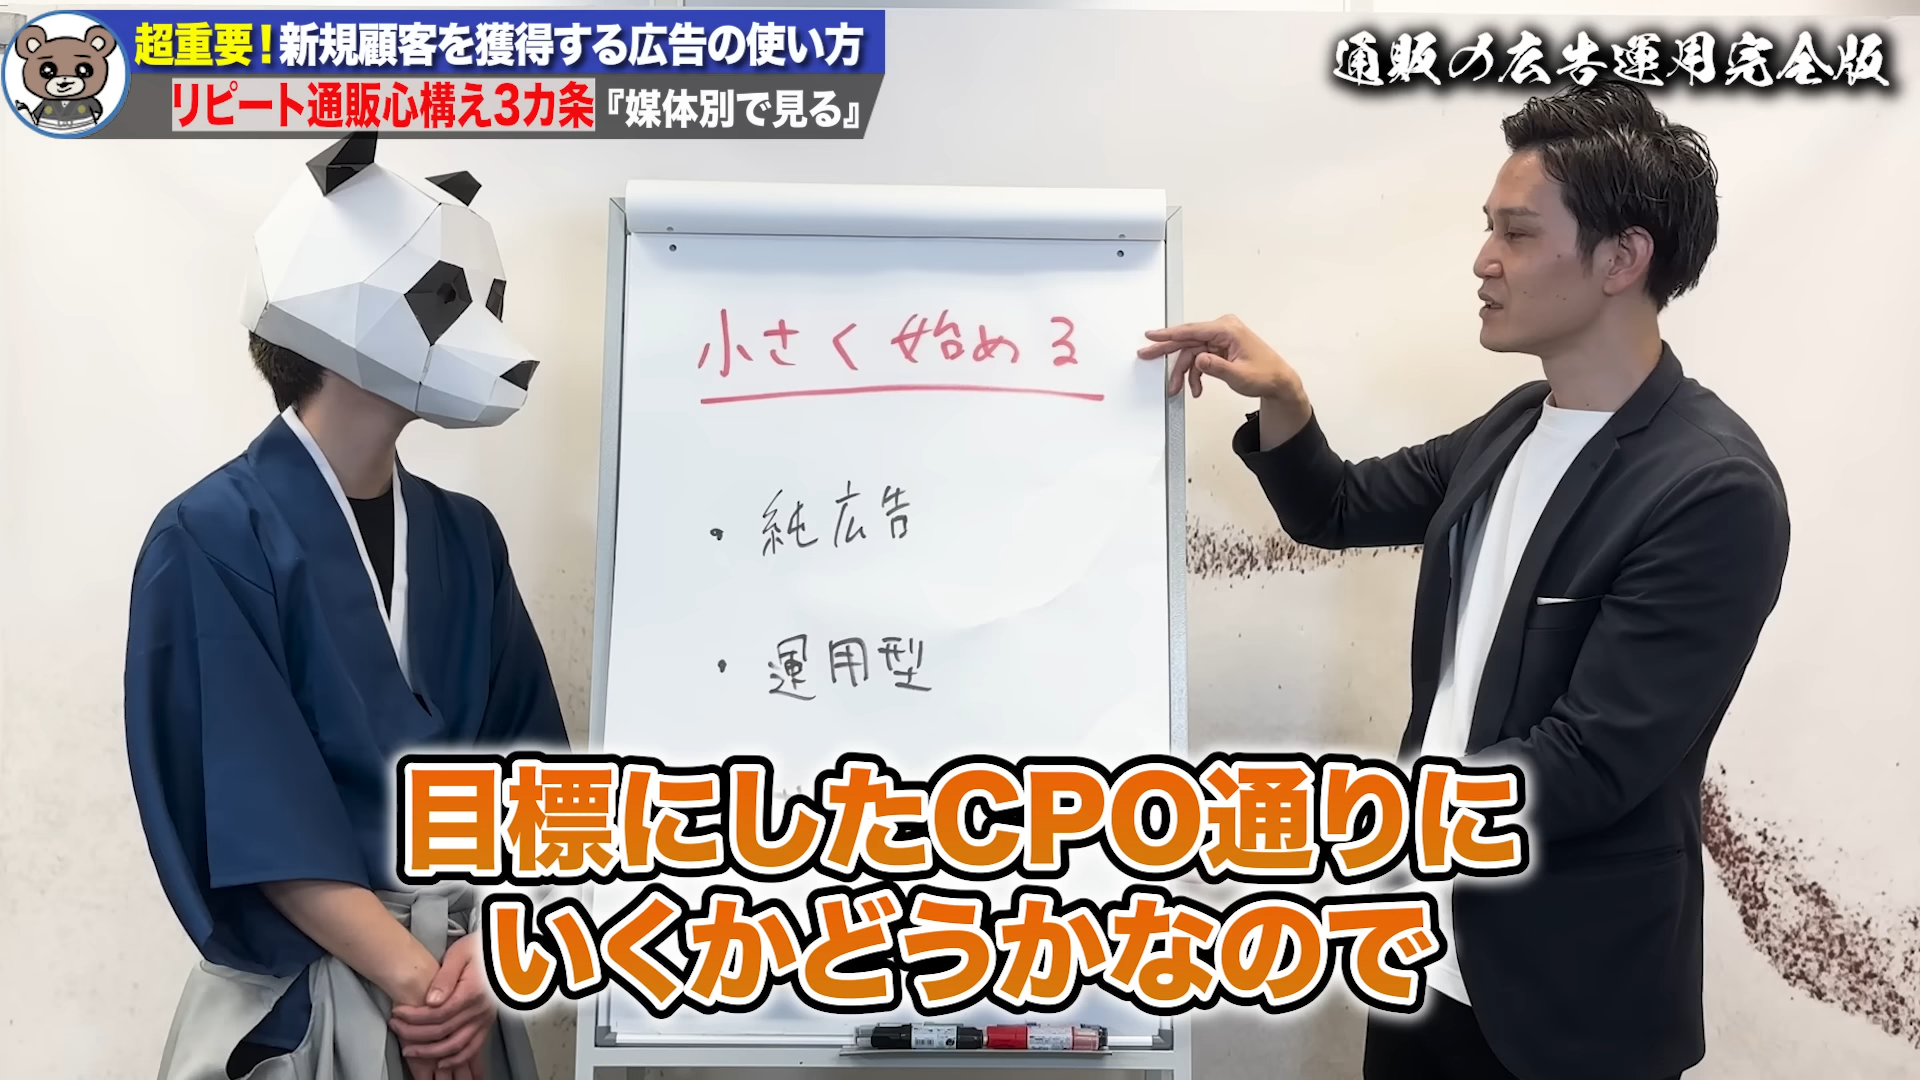 超重要！新規顧客を獲得する広告の使い方
リピート通販心構え3カ条『媒体別で見る』
通販の広告運用完全版
小さく始める
・純広告
・運用型
目標にしたCPO通りに
いくかどうかなので